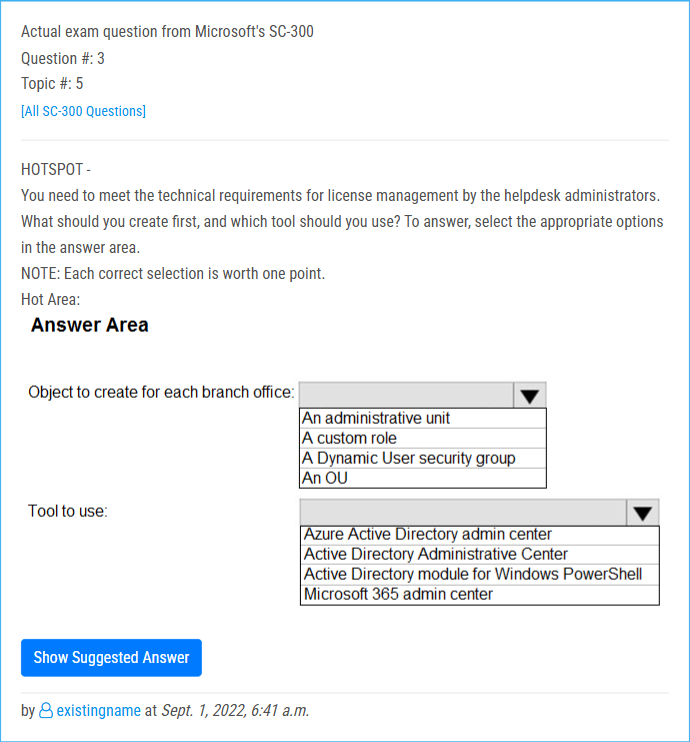 Actual exam question from Microsoft's SC-300
Question #: 3
Topic #: 5
[All SC-300 Questions]
HOTSPOT -
You need to meet the technical requirements for license management by the helpdesk administrators.
What should you create first, and which tool should you use? To answer, select the appropriate options
in the answer area.
NOTE: Each correct selection is worth one point.
Hot Area:
Answer Area
Object to create for each branch office:
An administrative unit
A custom role
A Dynamic User security group
An OU
Tool to use:
Azure Active Directory admin center
Active Directory Administrative Center
Active Directory module for Windows PowerShell
Microsoft 365 admin center
Show Suggested Answer
by existingname at Sept. 1, 2022, 6:41 a.m.